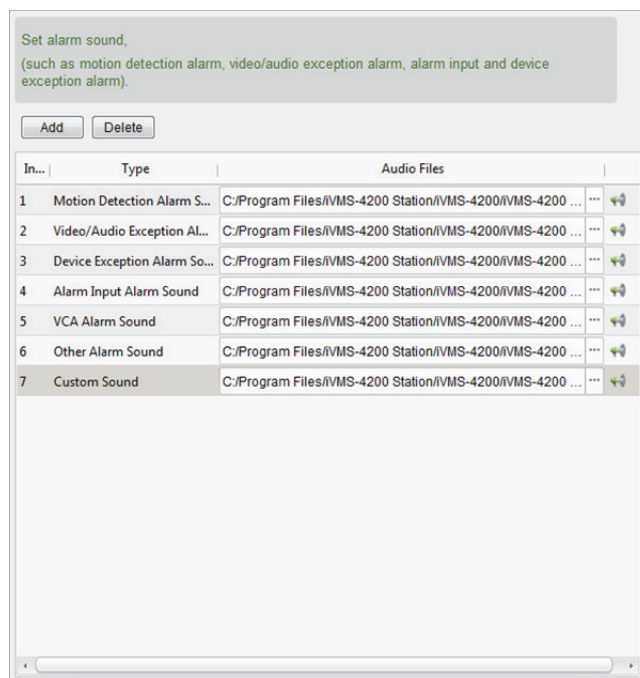 Set alarm sound,
(such as motion detection alarm, video/audio exception alarm, alarm input and device
exception alarm).
Add Delete
In... Type Audio Files
1 Motion Detection Alarm S... C:/Program Files/iVMS-4200 Station/iVMS-4200/iVMS-4200 ... ...
2 Video/Audio Exception Al... C:/Program Files/iVMS-4200 Station/iVMS-4200/iVMS-4200 ... ...
3 Device Exception Alarm So... C:/Program Files/iVMS-4200 Station/iVMS-4200/iVMS-4200 ... ...
4 Alarm Input Alarm Sound C:/Program Files/iVMS-4200 Station/iVMS-4200/iVMS-4200 ... ...
5 VCA Alarm Sound C:/Program Files/iVMS-4200 Station/iVMS-4200/iVMS-4200 ... ...
6 Other Alarm Sound C:/Program Files/iVMS-4200 Station/iVMS-4200/iVMS-4200 ... ...
7 Custom Sound C:/Program Files/iVMS-4200 Station/iVMS-4200/iVMS-4200 ... ...